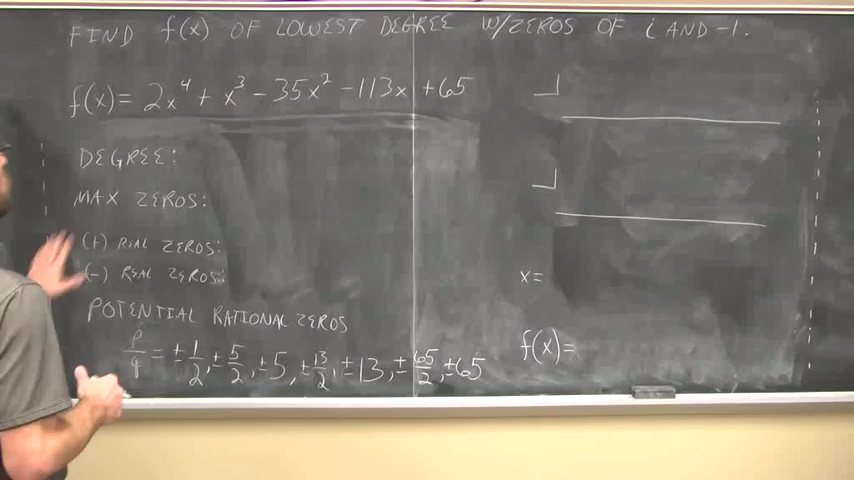 FIND f(x) OF LOWEST DEGREE W/ZEROS OF i AND -1.
f(x) = 2x⁴ + x³ - 35x² - 113x + 65
DEGREE:
MAX ZEROS:
(+) REAL ZEROS:
(-) REAL ZEROS:
POTENTIAL RATIONAL ZEROS
p/q = ± 1/2, ± 5/2, ± 5, ± 13/2, ± 13, ± 65/2, ± 65
x =
f(x) =